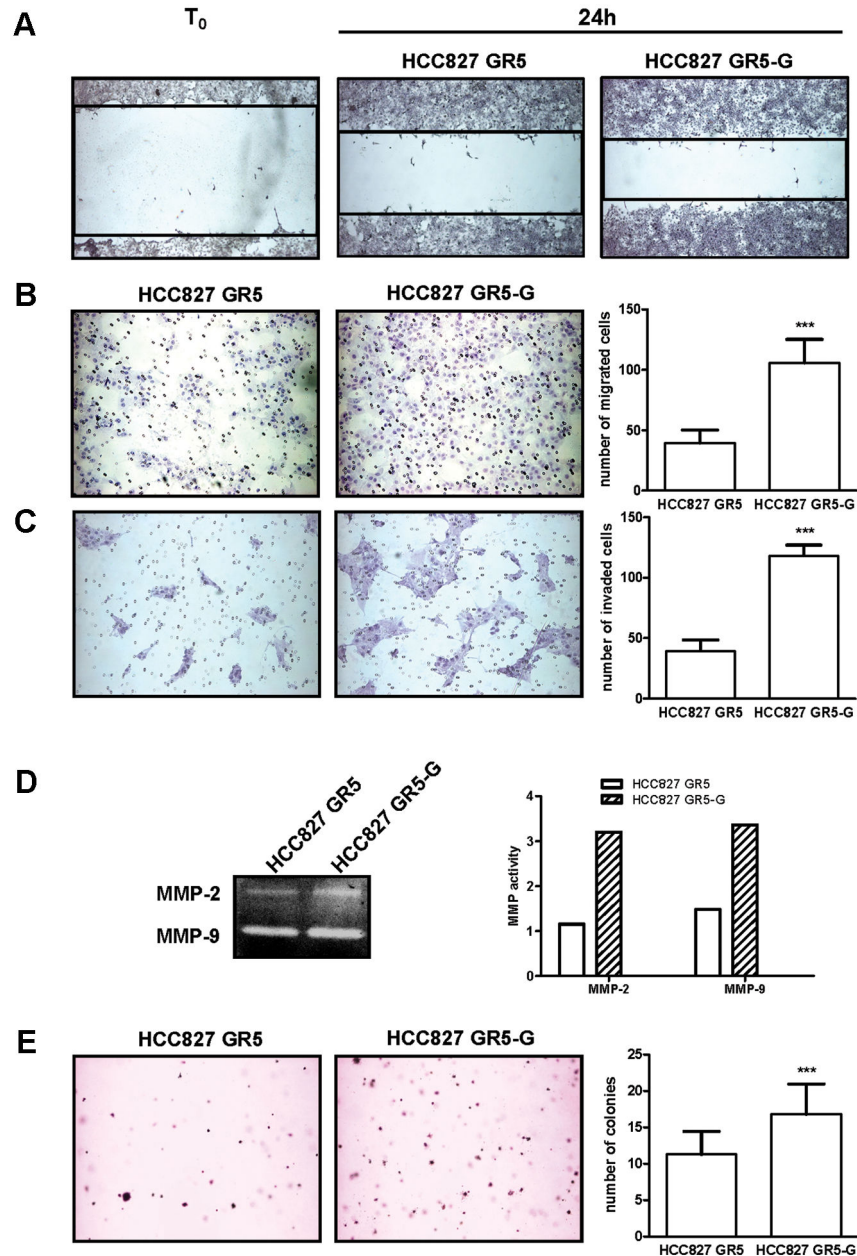 A
T0
24h
HCC827 GR5
HCC827 GR5-G
B
HCC827 GR5
HCC827 GR5-G
number of migrated cells
150
***
100
50
0
HCC827 GR5
HCC827 GR5-G
C
number of invaded cells
150
***
100
50
0
HCC827 GR5
HCC827 GR5-G
D
HCC827 GR5
HCC827 GR5-G
MMP-2
MMP-9
HCC827 GR5
HCC827 GR5-G
MMP activity
4
3
2
1
0
MMP-2
MMP-9
E
HCC827 GR5
HCC827 GR5-G
number of colonies
25
***
20
15
10
5
0
HCC827 GR5
HCC827 GR5-G